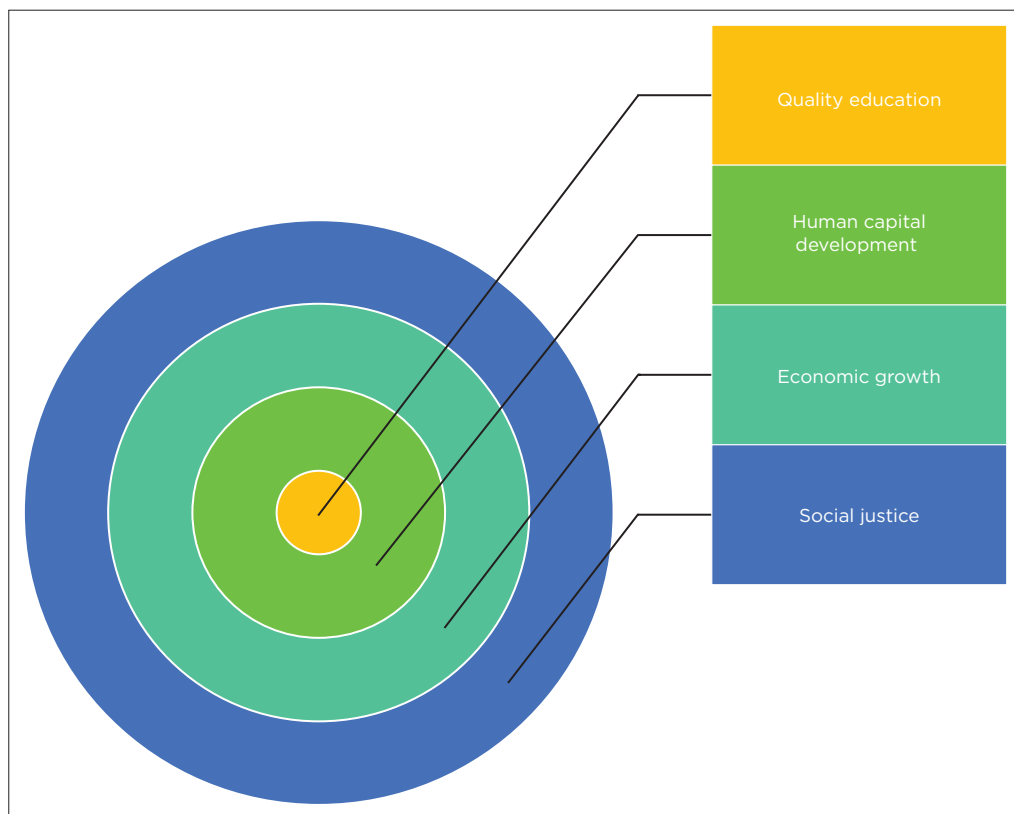 Quality education
Human capital
development
Economic growth
Social justice